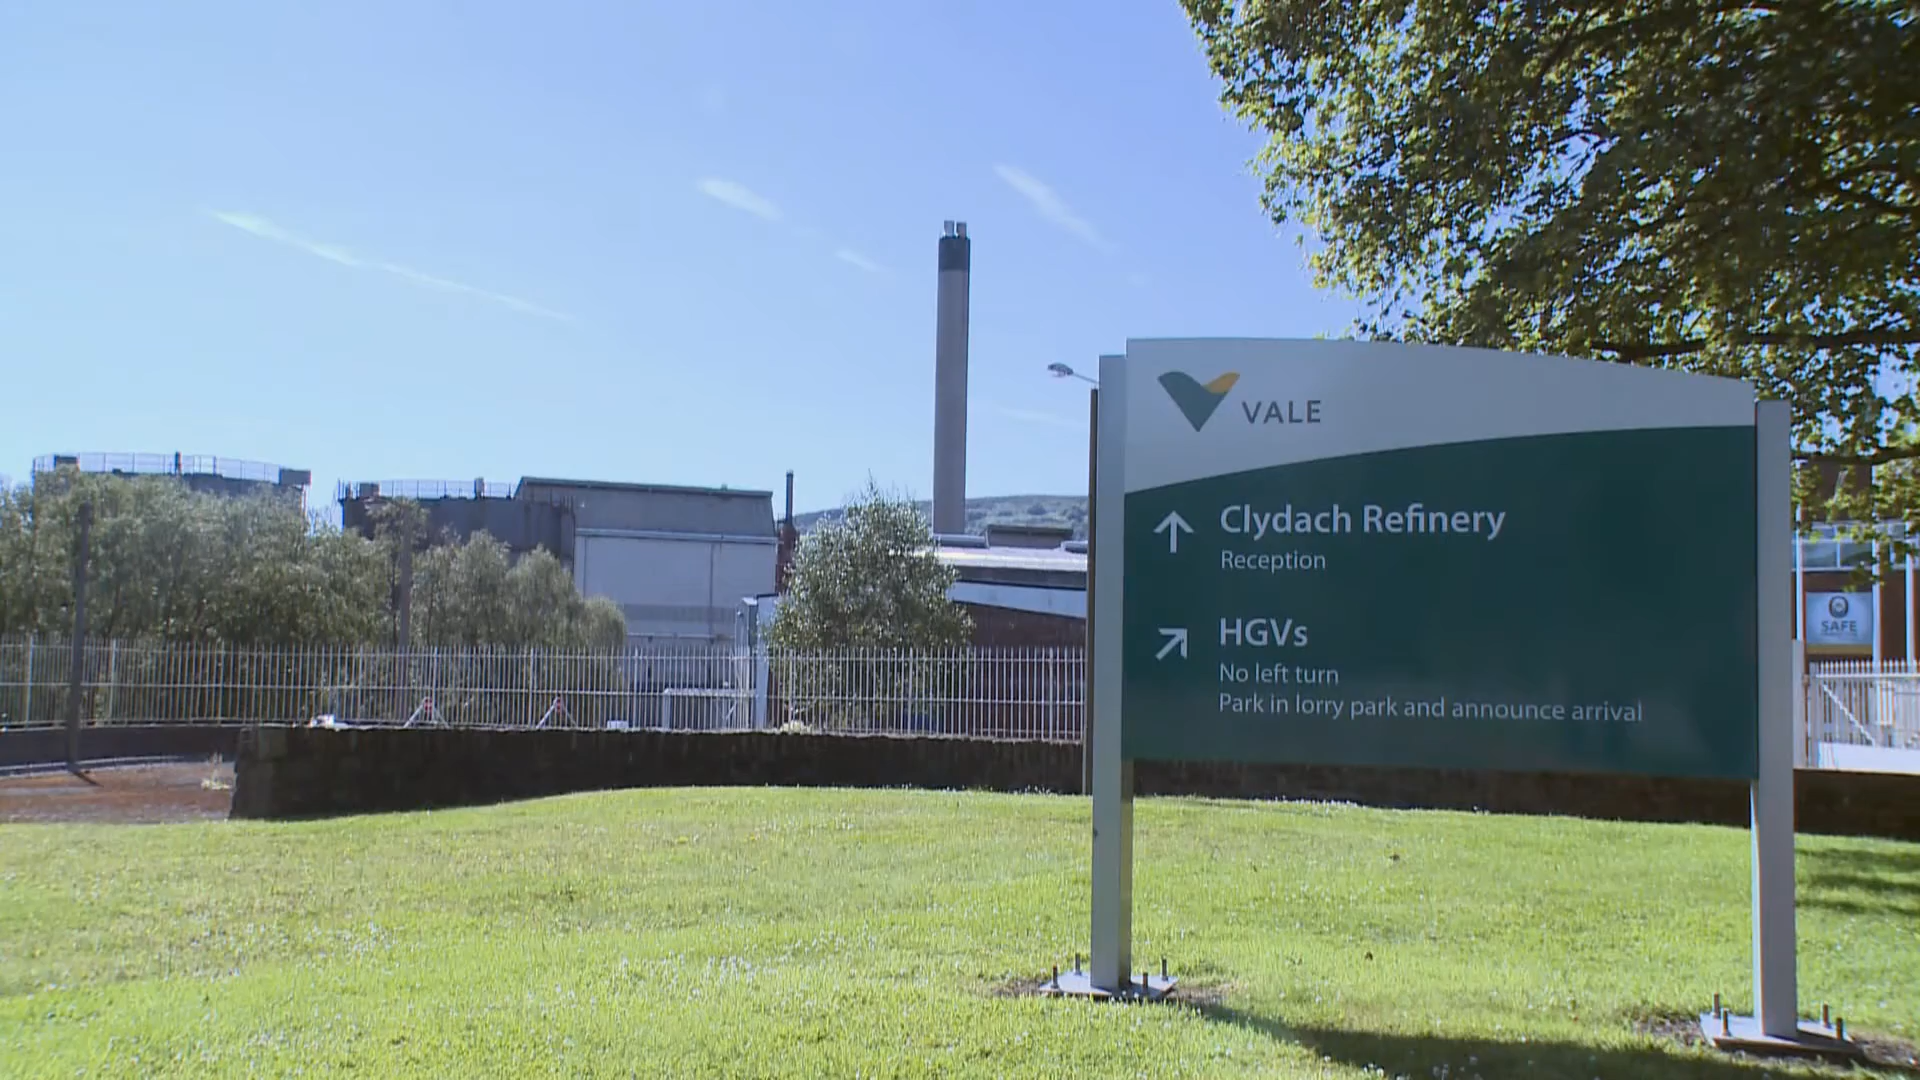 VALE
Clydach Refinery
Reception
HGVs
No left turn
Park in lorry park and announce arrival
SAFE